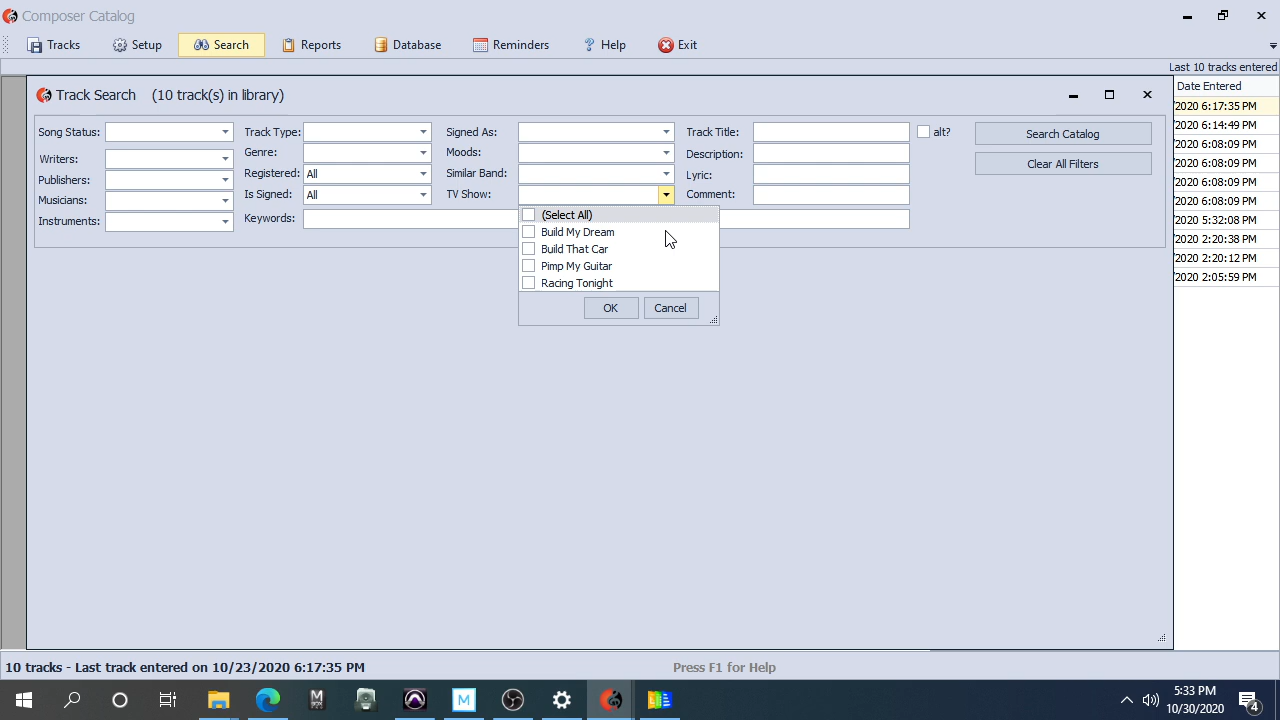 Composer Catalog
Tracks Setup Search Reports Database Reminders Help Exit
Last 10 tracks entered
Track Search (10 track(s) in library)
Date Entered
Song Status: Track Type: Signed As: Track Title: alt? Search Catalog
Writers: Genre: Moods: Description: Clear All Filters
Publishers: Registered: All Similar Band: Lyric:
Musicians: Is Signed: All TV Show: Comment:
Instruments: Keywords:
(Select All)
Build My Dream
Build That Car
Pimp My Guitar
Racing Tonight
OK Cancel
/2020 6:17:35 PM
/2020 6:14:49 PM
/2020 6:08:09 PM
/2020 6:08:09 PM
/2020 6:08:09 PM
/2020 6:08:09 PM
/2020 5:32:08 PM
/2020 2:20:38 PM
/2020 2:20:12 PM
/2020 2:05:59 PM
10 tracks - Last track entered on 10/23/2020 6:17:35 PM Press F1 for Help
M
5:33 PM
10/30/2020
4